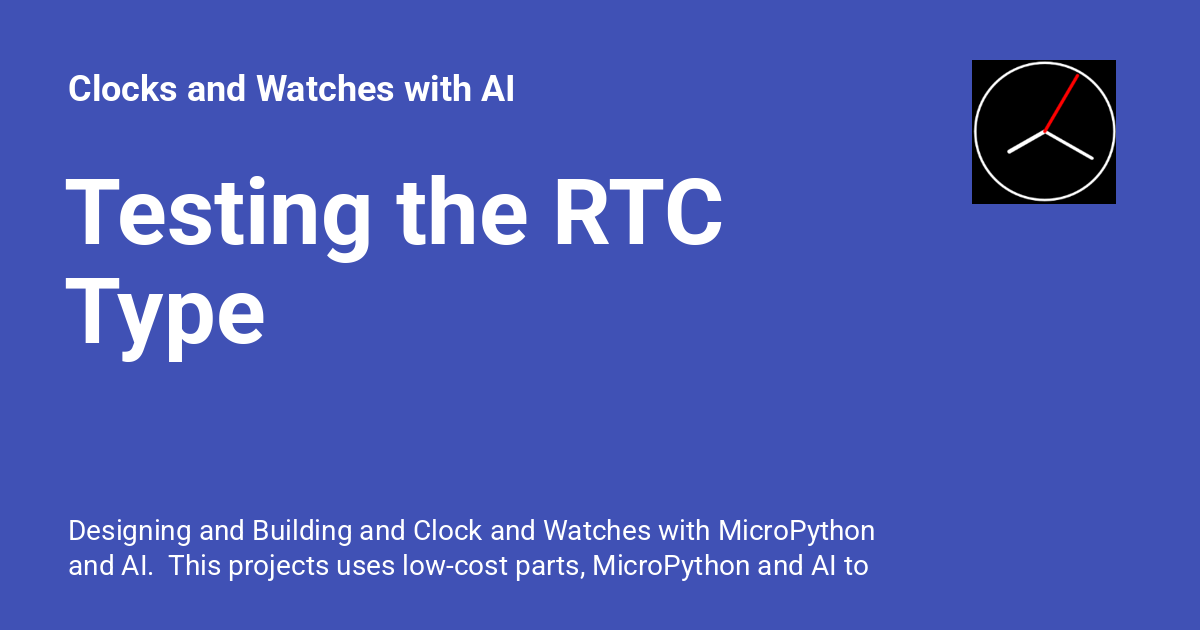 Clocks and Watches with AI
Testing the RTC
Type
Designing and Building and Clock and Watches with MicroPython
and AI.  This projects uses low-cost parts, MicroPython and AI to